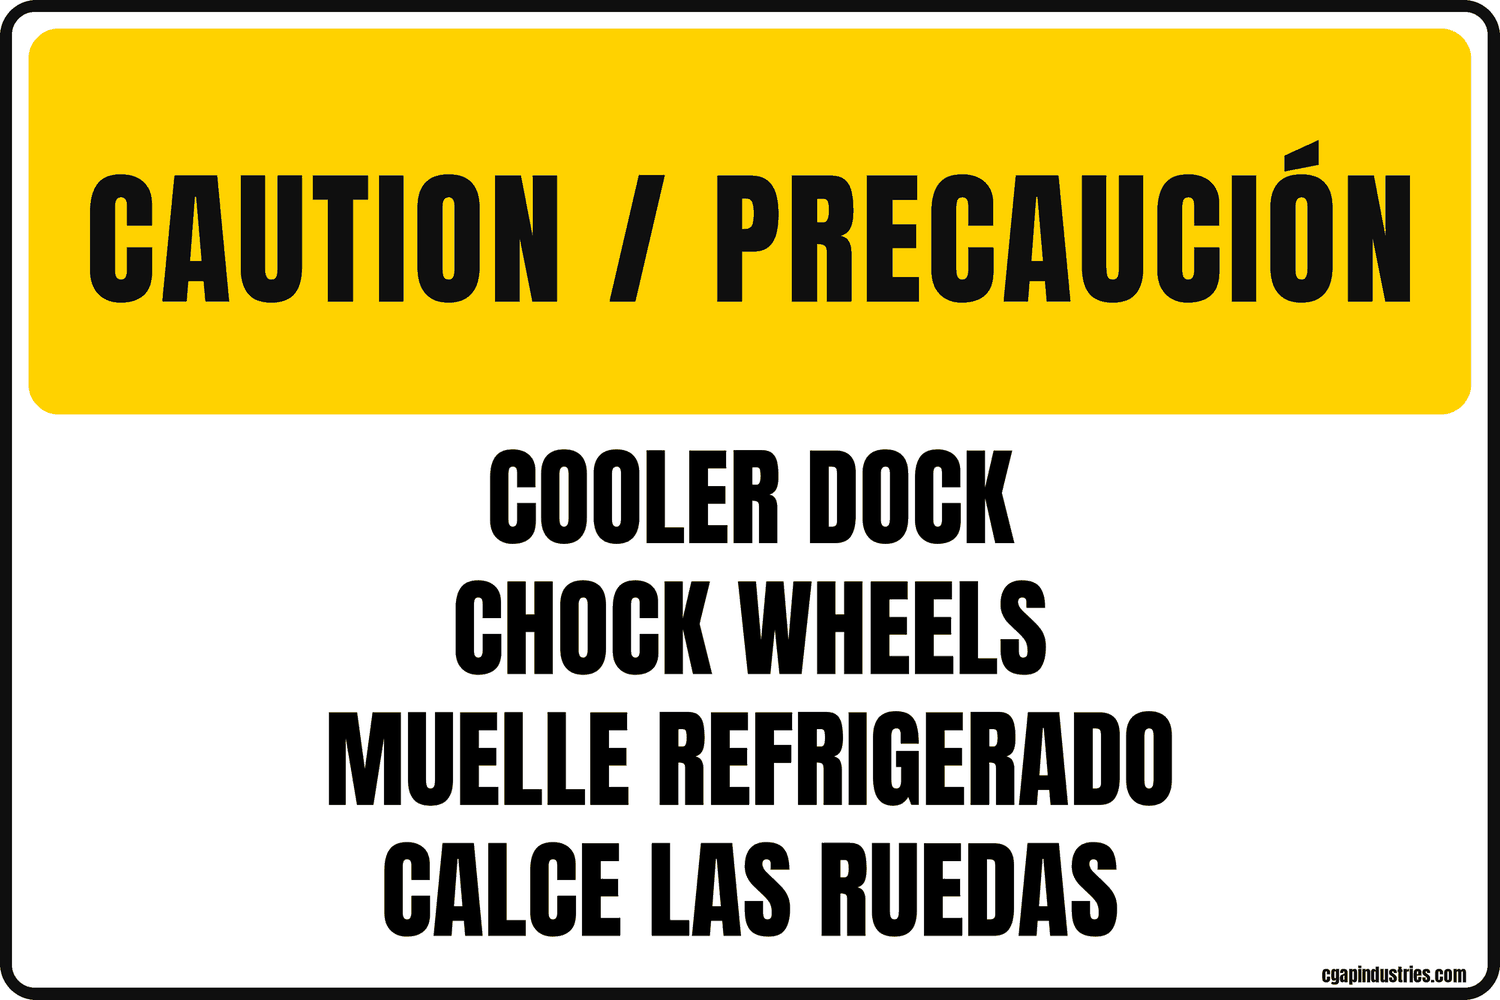 CAUTION / PRECAUCIÓN
COOLER DOCK
CHOCK WHEELS
MUELLE REFRIGERADO
CALCE LAS RUEDAS
cgapindustries.com